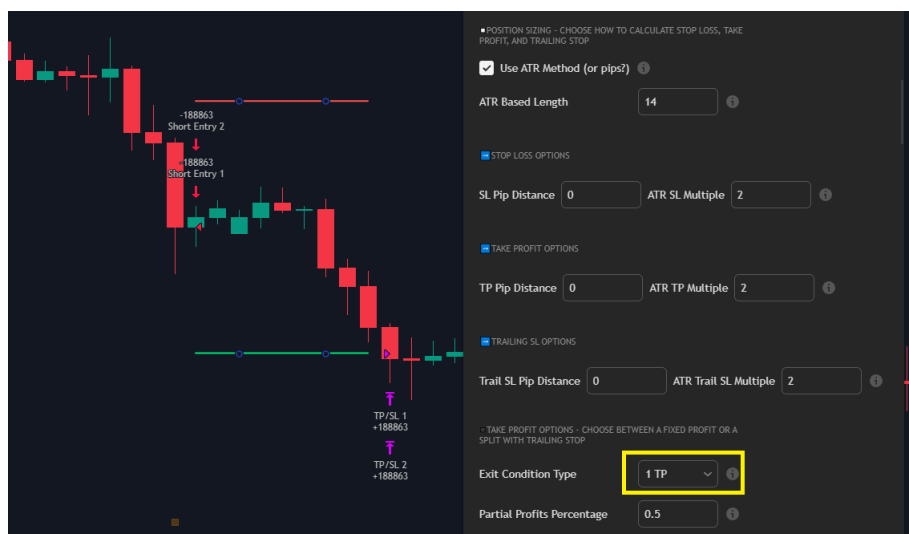 -188863
Short Entry 2
-188863
Short Entry 1
TP/SL 1
+188863
TP/SL 2
+188863
POSITION SIZING - CHOOSE HOW TO CALCULATE STOP LOSS, TAKE
PROFIT, AND TRAILING STOP
Use ATR Method (or pips?)
ATR Based Length 14
STOP LOSS OPTIONS
SL Pip Distance 0 ATR SL Multiple 2
TAKE PROFIT OPTIONS
TP Pip Distance 0 ATR TP Multiple 2
TRAILING SL OPTIONS
Trail SL Pip Distance 0 ATR Trail SL Multiple 2
TAKE PROFIT OPTIONS - CHOOSE BETWEEN A FIXED PROFIT OR A
SPLIT WITH TRAILING STOP
Exit Condition Type 1 TP
Partial Profits Percentage 0.5